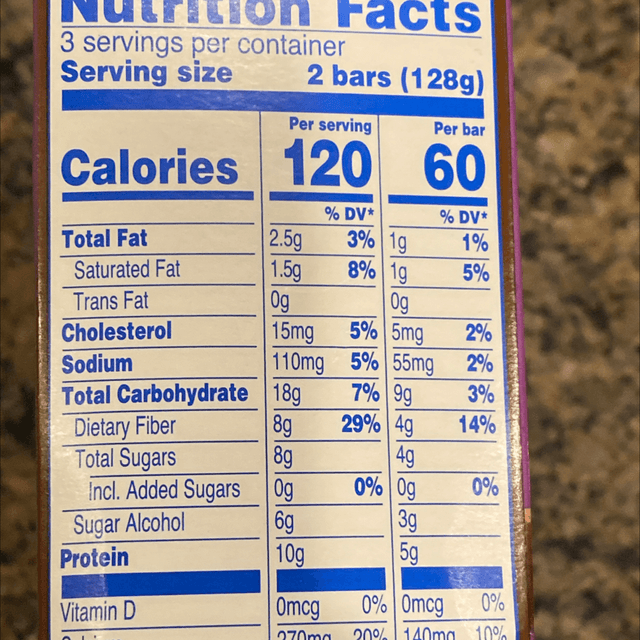 Nutrition Facts
3 servings per container
Serving size 2 bars (128g)
Per serving Per bar
Calories 120 60
% DV* % DV*
Total Fat 2.5g 3% 1g 1%
Saturated Fat 1.5g 8% 1g 5%
Trans Fat 0g 0g
Cholesterol 15mg 5% 5mg 2%
Sodium 110mg 5% 55mg 2%
Total Carbohydrate 18g 7% 9g 3%
Dietary Fiber 8g 29% 4g 14%
Total Sugars 8g 4g
Incl. Added Sugars 0g 0% 0g 0%
Sugar Alcohol 6g 3g
Protein 10g 5g
Vitamin D 0mcg 0% 0mcg 0%
270mg 20% 140mg 10%